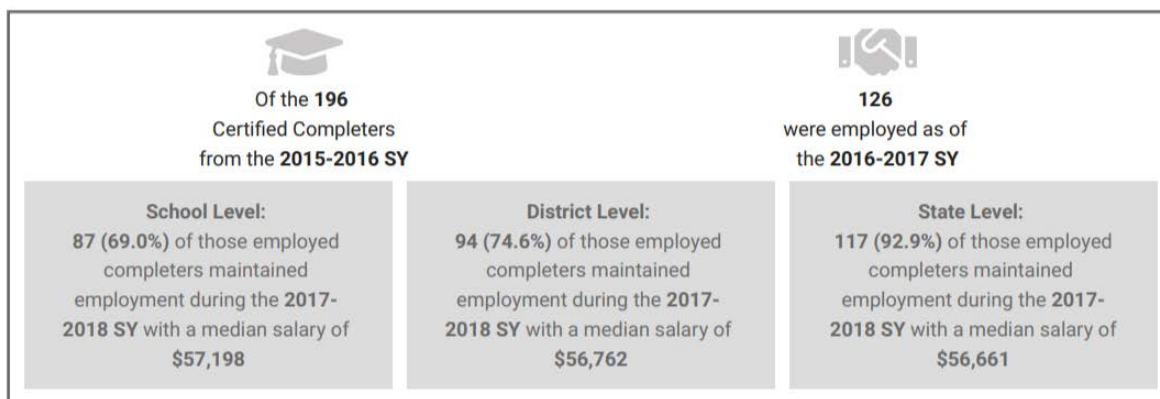 Of the 196
Certified Completers
from the 2015-2016 SY
126
were employed as of
the 2016-2017 SY
School Level:
87 (69.0%) of those employed
completers maintained
employment during the 2017-
2018 SY with a median salary of
$57,198
District Level:
94 (74.6%) of those employed
completers maintained
employment during the 2017-
2018 SY with a median salary of
$56,762
State Level:
117 (92.9%) of those employed
completers maintained
employment during the 2017-
2018 SY with a median salary of
$56,661